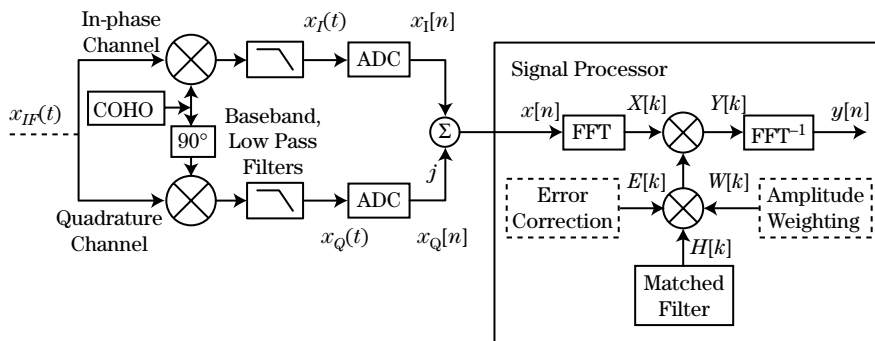 In-phase
Channel
x_I(t)
x_I[n]
ADC
Signal Processor
x_IF(t)
COHO
90°
Baseband,
Low Pass
Filters
Σ
j
x[n]
FFT
X[k]
Y[k]
FFT⁻¹
y[n]
Quadrature
Channel
ADC
x_Q(t)
x_Q[n]
Error
Correction
E[k]
W[k]
Amplitude
Weighting
H[k]
Matched
Filter